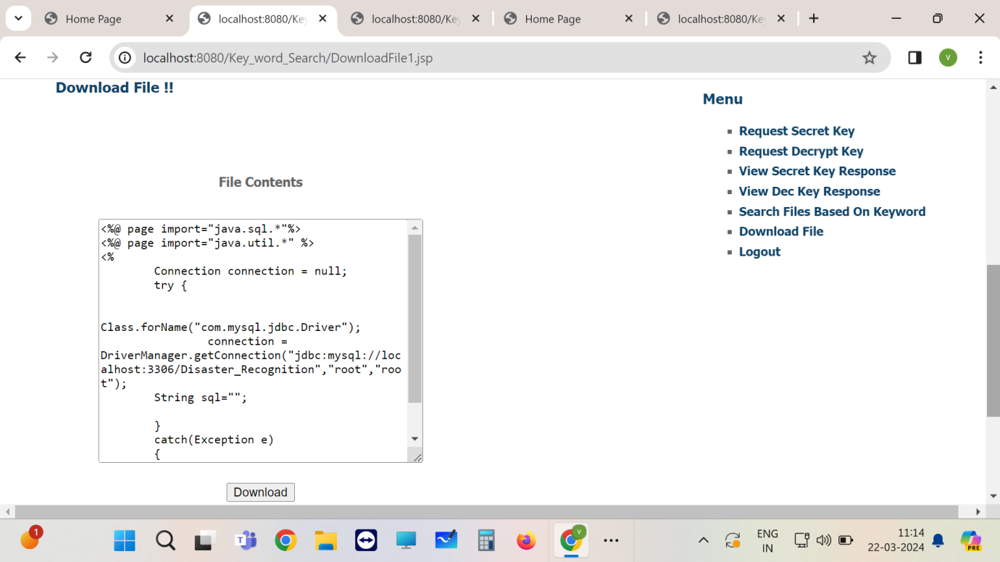 Home Page
localhost:8080/Key
localhost:8080/Key
Home Page
localhost:8080/Key
localhost:8080/Key_word_Search/DownloadFile1.jsp
V
Download File !!
File Contents
<%@ page import="java.sql.*"%>
<%@ page import="java.util.*" %>
<%
Connection connection = null;
try {
Class.forName("com.mysql.jdbc.Driver");
connection =
DriverManager.getConnection("jdbc:mysql://loc
alhost:3306/Disaster_Recognition","root","roo
t");
String sql="";
}
catch(Exception e)
{
Download
Menu
Request Secret Key
Request Decrypt Key
View Secret Key Response
View Dec Key Response
Search Files Based On Keyword
Download File
Logout
1
T
V
ENG
IN
11:14
22-03-2024
PRE